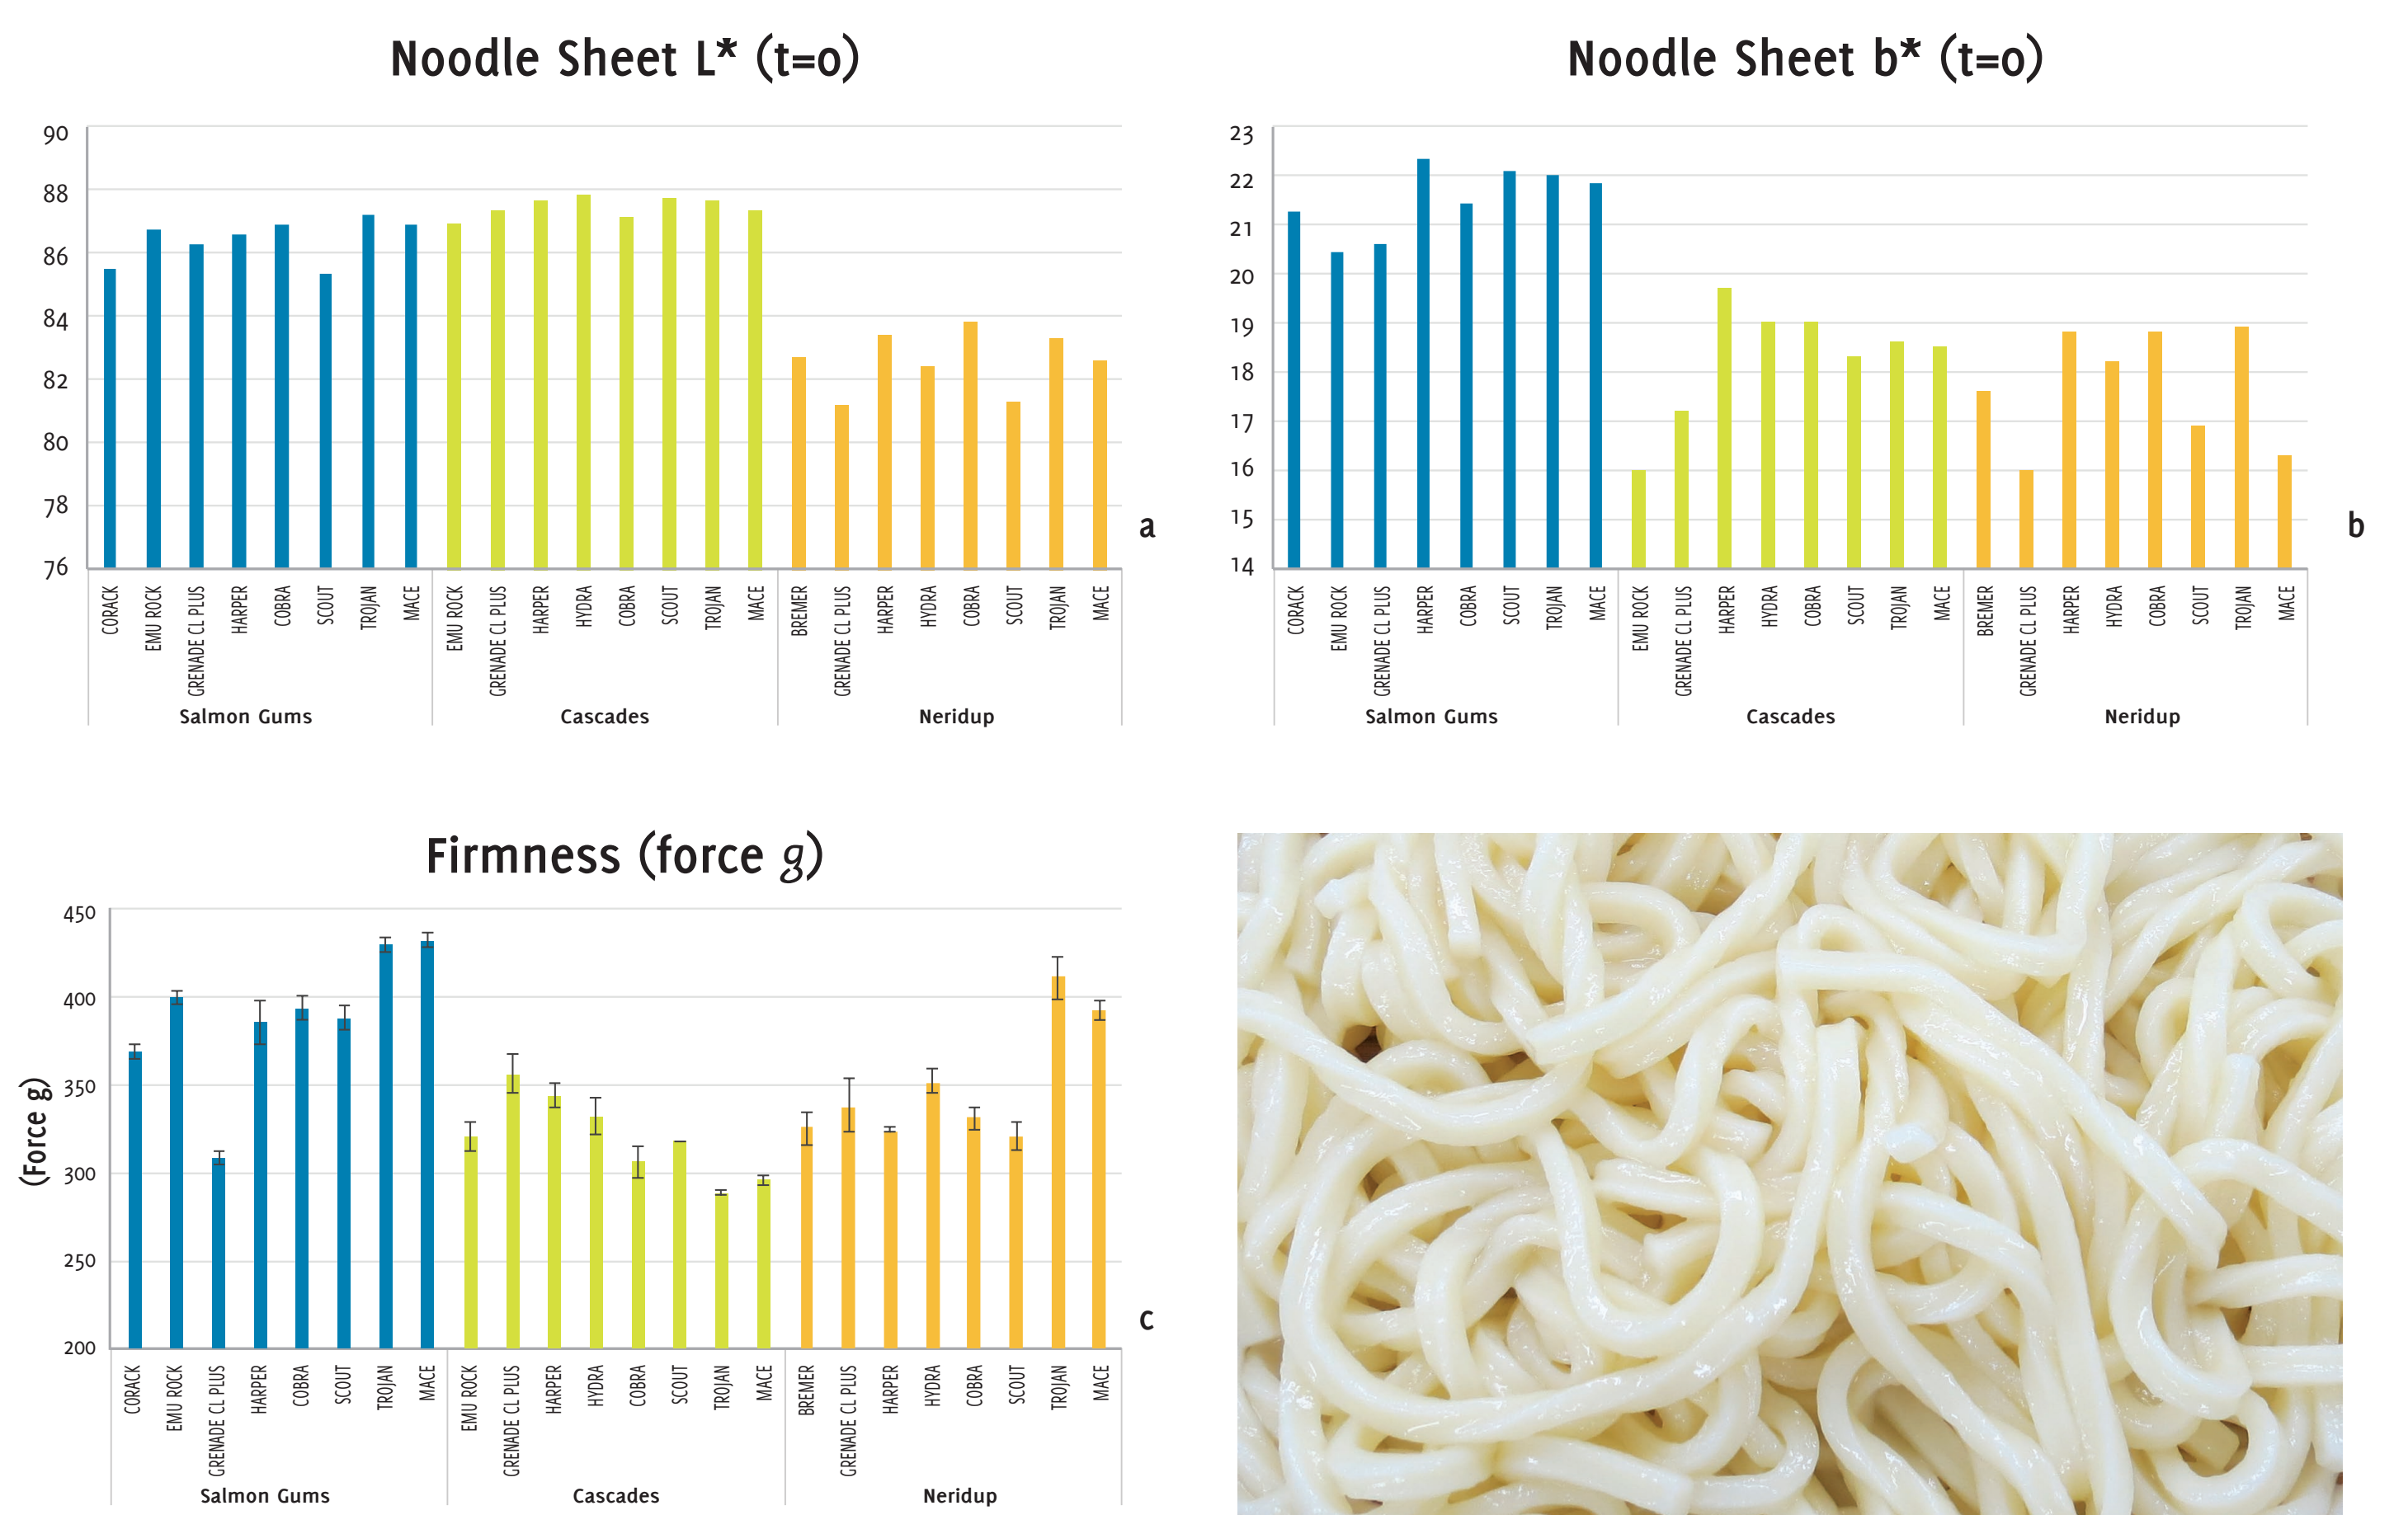 Noodle Sheet L* (t=0)
90
88
86
84
82
80
78
76
CORACK
EMU ROCK
GRENADE CL PLUS
HARPER
COBRA
SCOUT
TROJAN
MACE
EMU ROCK
GRENADE CL PLUS
HARPER
HYDRA
COBRA
SCOUT
TROJAN
MACE
BREMER
GRENADE CL PLUS
HARPER
HYDRA
COBRA
SCOUT
TROJAN
MACE
Salmon Gums
Cascades
Neridup
a
Noodle Sheet b* (t=0)
23
22
21
20
19
18
17
16
15
14
CORACK
EMU ROCK
GRENADE CL PLUS
HARPER
COBRA
SCOUT
TROJAN
MACE
EMU ROCK
GRENADE CL PLUS
HARPER
HYDRA
COBRA
SCOUT
TROJAN
MACE
BREMER
GRENADE CL PLUS
HARPER
HYDRA
COBRA
SCOUT
TROJAN
MACE
Salmon Gums
Cascades
Neridup
b
Firmness (force g)
(Force g)
450
400
350
300
250
200
CORACK
EMU ROCK
GRENADE CL PLUS
HARPER
COBRA
SCOUT
TROJAN
MACE
EMU ROCK
GRENADE CL PLUS
HARPER
HYDRA
COBRA
SCOUT
TROJAN
MACE
BREMER
GRENADE CL PLUS
HARPER
HYDRA
COBRA
SCOUT
TROJAN
MACE
Salmon Gums
Cascades
Neridup
c